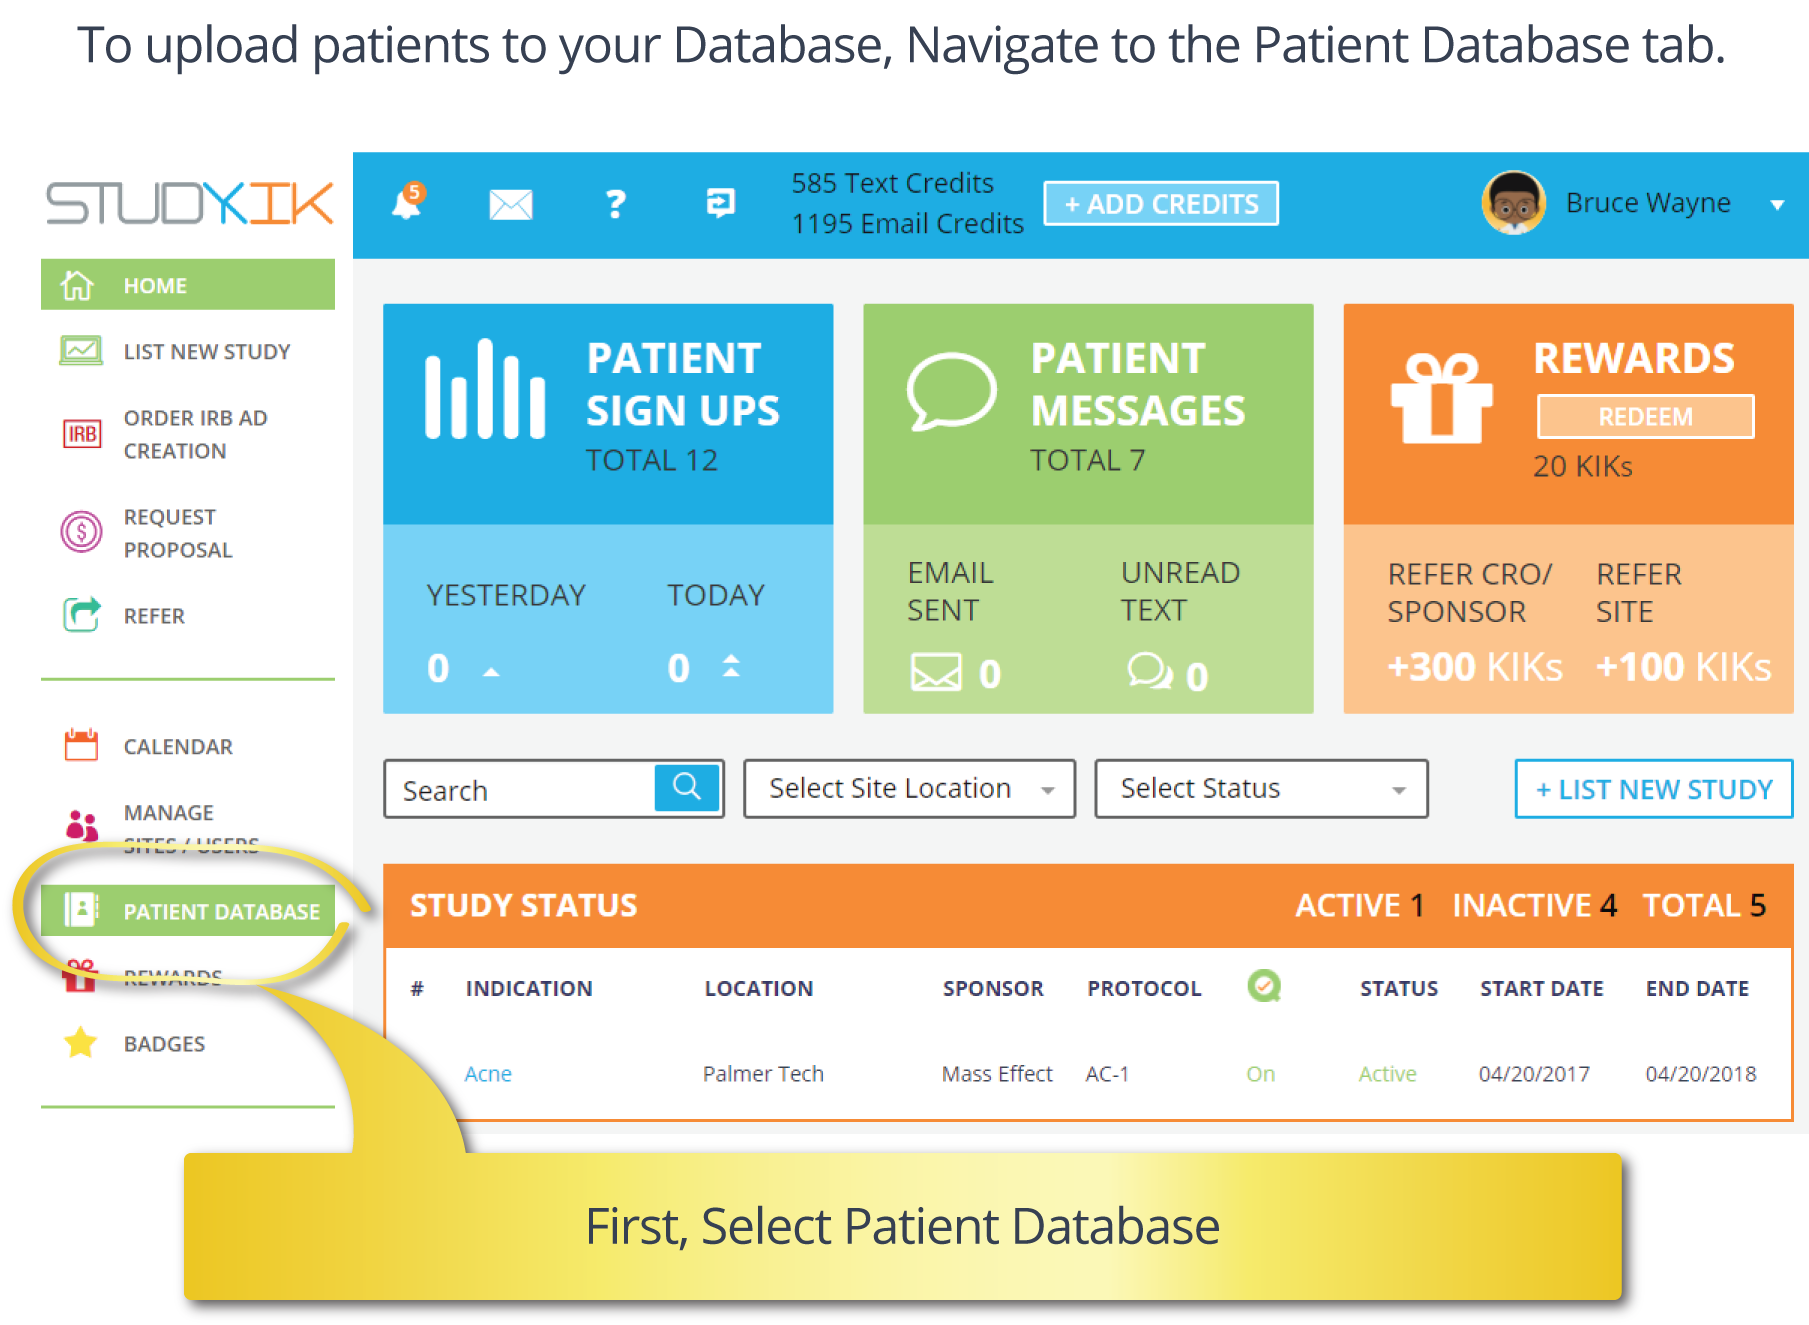 To upload patients to your Database, Navigate to the Patient Database tab.
STUDYKIK
5
?
585 Text Credits
1195 Email Credits
+ ADD CREDITS
Bruce Wayne
HOME
LIST NEW STUDY
IRB
ORDER IRB AD
CREATION
$
REQUEST
PROPOSAL
REFER
CALENDAR
MANAGE
SITES / USERS
PATIENT DATABASE
REWARDS
BADGES
PATIENT
SIGN UPS
TOTAL 12
YESTERDAY
TODAY
0
0
PATIENT
MESSAGES
TOTAL 7
EMAIL
SENT
UNREAD
TEXT
0
0
REWARDS
REDEEM
20 KIKs
REFER CRO/
SPONSOR
REFER
SITE
+300 KIKs
+100 KIKs
Search
Select Site Location
Select Status
+ LIST NEW STUDY
STUDY STATUS
ACTIVE 1 INACTIVE 4 TOTAL 5
# INDICATION LOCATION SPONSOR PROTOCOL STATUS START DATE END DATE
Acne Palmer Tech Mass Effect AC-1 On Active 04/20/2017 04/20/2018
First, Select Patient Database